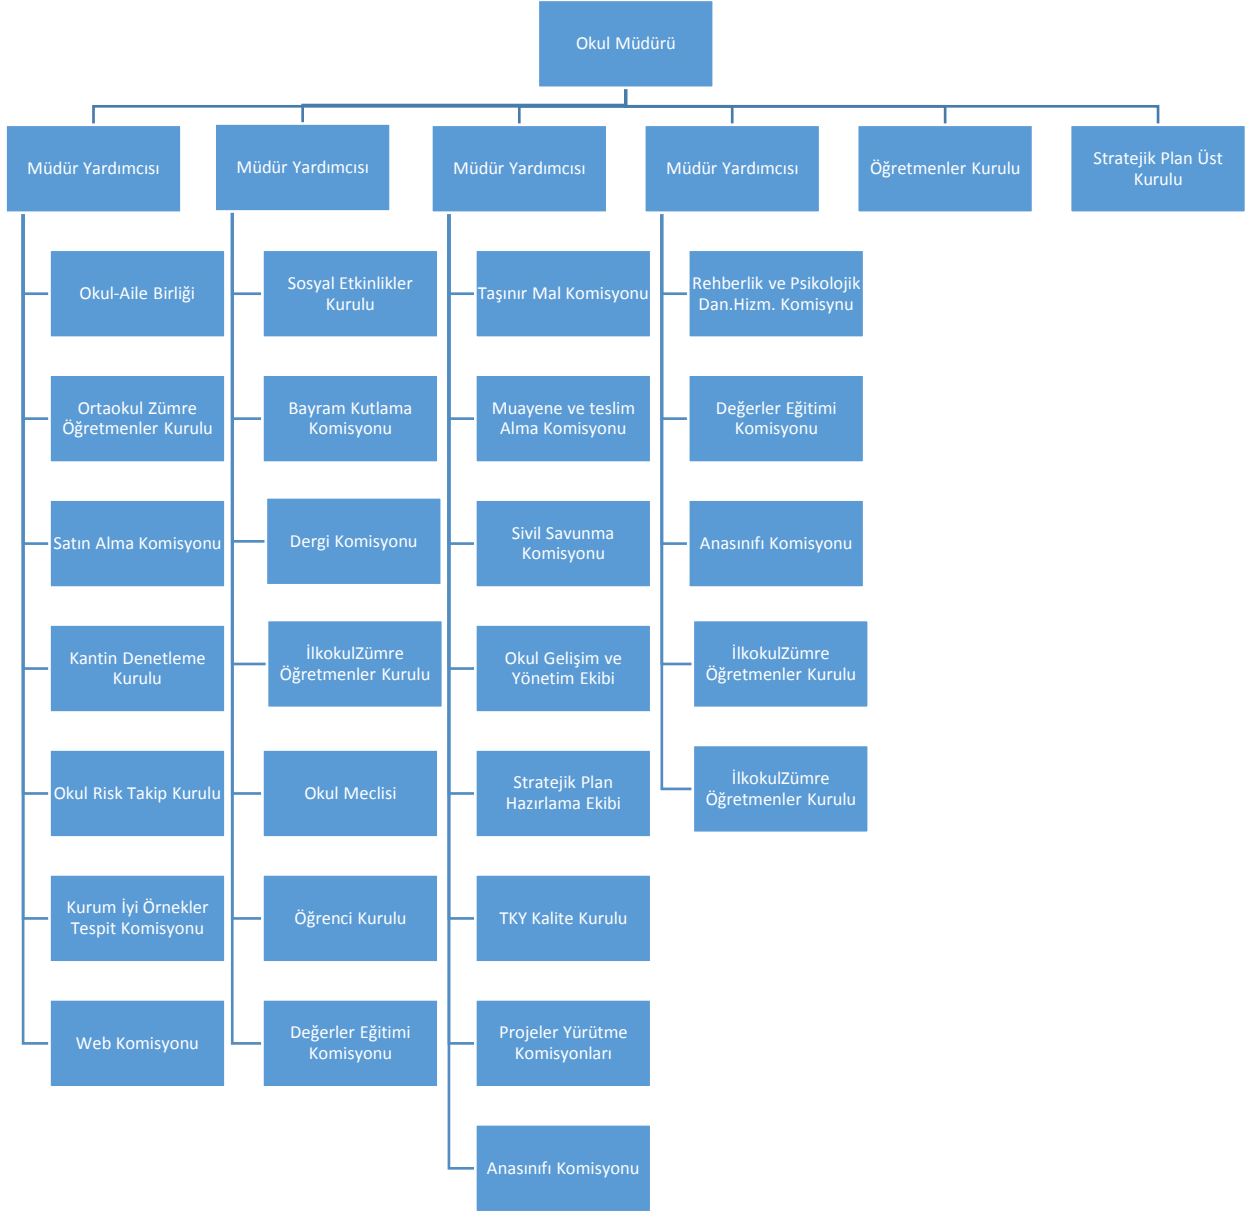 Okul Müdürü
Müdür Yardımcısı
Müdür Yardımcısı
Müdür Yardımcısı
Müdür Yardımcısı
Öğretmenler Kurulu
Stratejik Plan Üst
Kurulu
Okul-Aile Birliği
Ortaokul Zümre
Öğretmenler Kurulu
Satın Alma Komisyonu
Kantin Denetleme
Kurulu
Okul Risk Takip Kurulu
Kurum İyi Örnekler
Tespit Komisyonu
Web Komisyonu
Sosyal Etkinlikler
Kurulu
Bayram Kutlama
Komisyonu
Dergi Komisyonu
İlkokulZümre
Öğretmenler Kurulu
Okul Meclisi
Öğrenci Kurulu
Değerler Eğitimi
Komisyonu
Taşınır Mal Komisyonu
Muayene ve teslim
Alma Komisyonu
Sivil Savunma
Komisyonu
Okul Gelişim ve
Yönetim Ekibi
Stratejik Plan
Hazırlama Ekibi
TKY Kalite Kurulu
Projeler Yürütme
Komisyonları
Anasınıfı Komisyonu
Rehberlik ve Psikolojik
Dan.Hizm. Komisynu
Değerler Eğitimi
Komisyonu
Anasınıfı Komisyonu
İlkokulZümre
Öğretmenler Kurulu
İlkokulZümre
Öğretmenler Kurulu